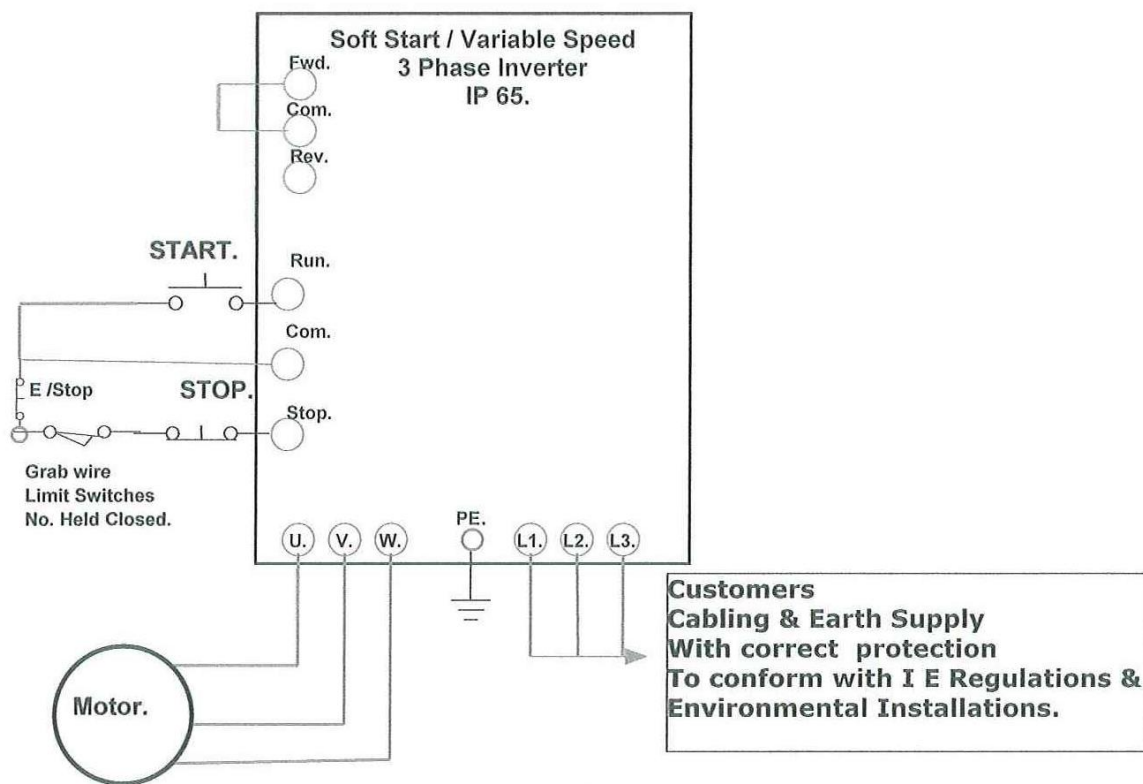 Soft Start / Variable Speed
3 Phase Inverter
IP 65.
Fwd.
Com.
Rev.
START.
Run.
Com.
E /Stop
STOP.
Stop.
Grab wire
Limit Switches
No. Held Closed.
U.
V.
W.
PE.
L1.
L2.
L3.
Motor.
Customers
Cabling & Earth Supply
With correct protection
To conform with I E Regulations &
Environmental Installations.